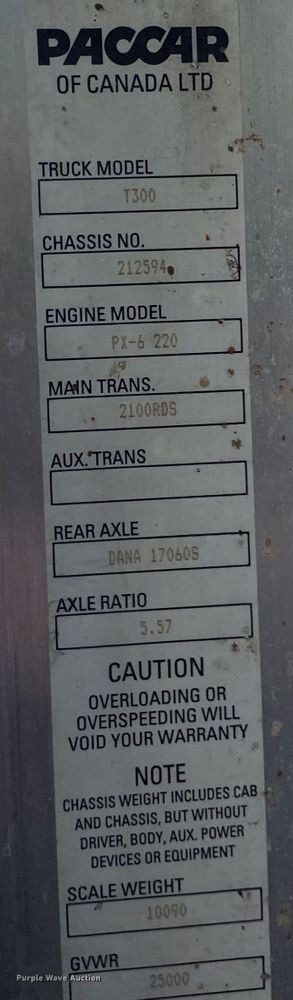 PACCAR
OF CANADA LTD
TRUCK MODEL
T300
CHASSIS NO.
212594
ENGINE MODEL
PX-6 220
MAIN TRANS.
2100RDS
AUX. TRANS
REAR AXLE
DANA 17060S
AXLE RATIO
5.57
CAUTION
OVERLOADING OR
OVERSPEEDING WILL
VOID YOUR WARRANTY
NOTE
CHASSIS WEIGHT INCLUDES CAB
AND CHASSIS, BUT WITHOUT
DRIVER, BODY, AUX. POWER
DEVICES OR EQUIPMENT
SCALE WEIGHT
10090
GVWR
25000
Purple Wave Auction